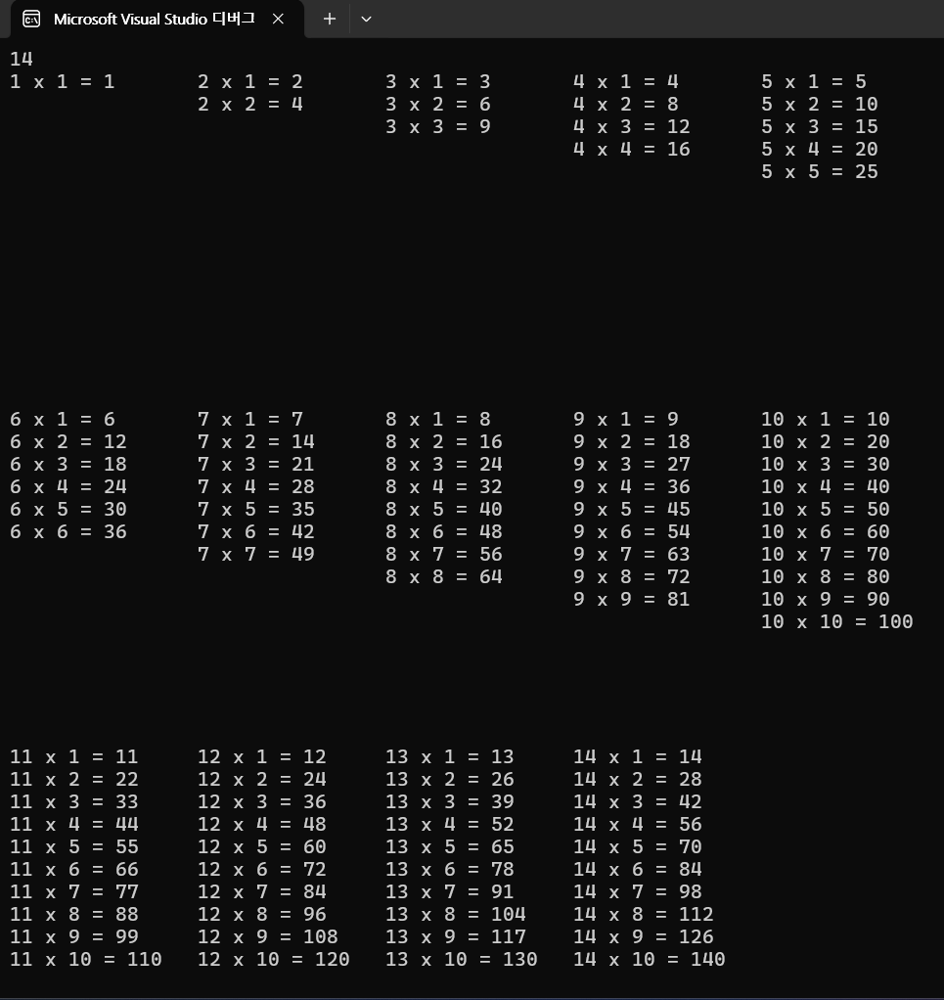 Microsoft Visual Studio 디버그
14
1 x 1 = 1 2 x 1 = 2 3 x 1 = 3 4 x 1 = 4 5 x 1 = 5
2 x 2 = 4 3 x 2 = 6 4 x 2 = 8 5 x 2 = 10
3 x 3 = 9 4 x 3 = 12 5 x 3 = 15
4 x 4 = 16 5 x 4 = 20
5 x 5 = 25
6 x 1 = 6 7 x 1 = 7 8 x 1 = 8 9 x 1 = 9 10 x 1 = 10
6 x 2 = 12 7 x 2 = 14 8 x 2 = 16 9 x 2 = 18 10 x 2 = 20
6 x 3 = 18 7 x 3 = 21 8 x 3 = 24 9 x 3 = 27 10 x 3 = 30
6 x 4 = 24 7 x 4 = 28 8 x 4 = 32 9 x 4 = 36 10 x 4 = 40
6 x 5 = 30 7 x 5 = 35 8 x 5 = 40 9 x 5 = 45 10 x 5 = 50
6 x 6 = 36 7 x 6 = 42 8 x 6 = 48 9 x 6 = 54 10 x 6 = 60
7 x 7 = 49 8 x 7 = 56 9 x 7 = 63 10 x 7 = 70
8 x 8 = 64 9 x 8 = 72 10 x 8 = 80
9 x 9 = 81 10 x 9 = 90
10 x 10 = 100
11 x 1 = 11 12 x 1 = 12 13 x 1 = 13 14 x 1 = 14
11 x 2 = 22 12 x 2 = 24 13 x 2 = 26 14 x 2 = 28
11 x 3 = 33 12 x 3 = 36 13 x 3 = 39 14 x 3 = 42
11 x 4 = 44 12 x 4 = 48 13 x 4 = 52 14 x 4 = 56
11 x 5 = 55 12 x 5 = 60 13 x 5 = 65 14 x 5 = 70
11 x 6 = 66 12 x 6 = 72 13 x 6 = 78 14 x 6 = 84
11 x 7 = 77 12 x 7 = 84 13 x 7 = 91 14 x 7 = 98
11 x 8 = 88 12 x 8 = 96 13 x 8 = 104 14 x 8 = 112
11 x 9 = 99 12 x 9 = 108 13 x 9 = 117 14 x 9 = 126
11 x 10 = 110 12 x 10 = 120 13 x 10 = 130 14 x 10 = 140